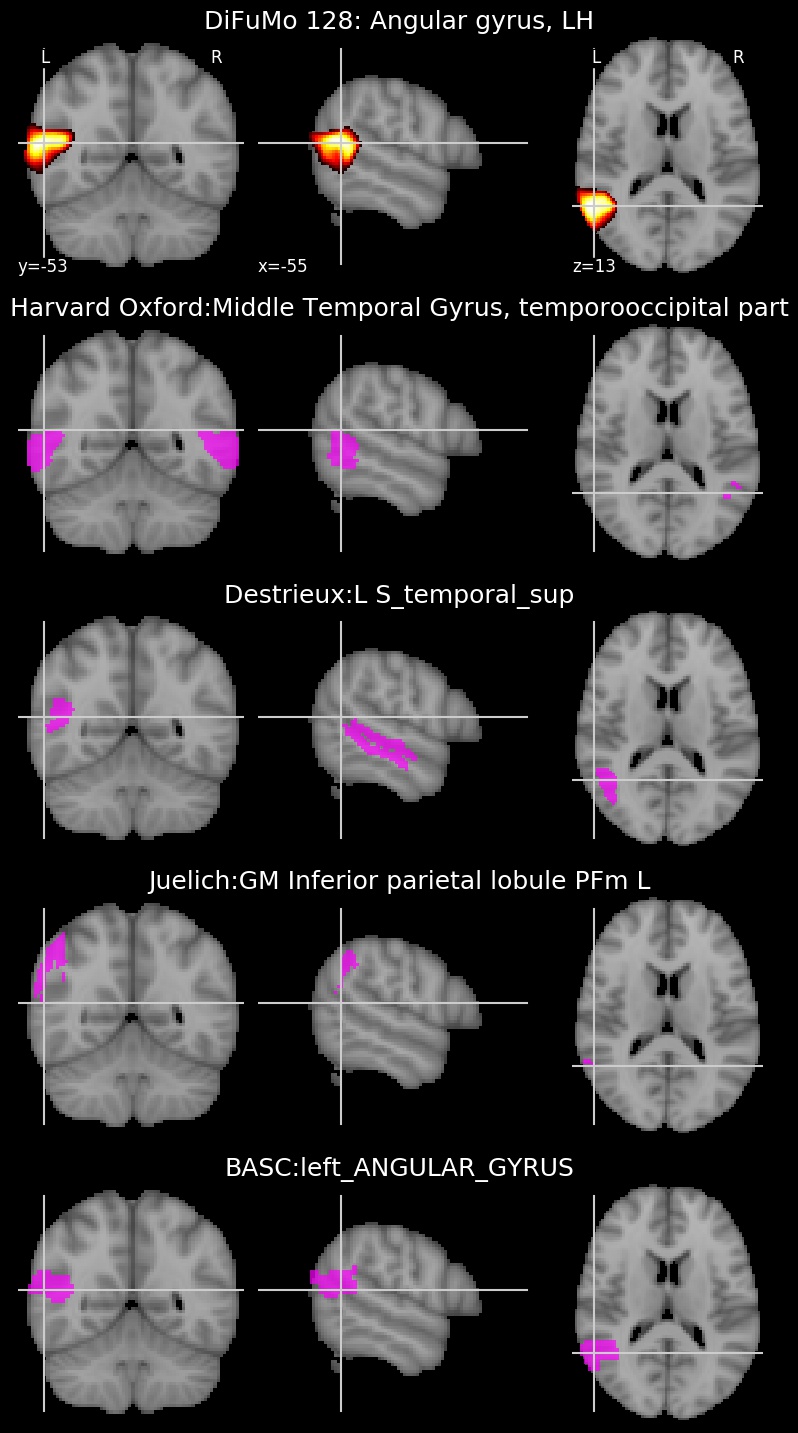 DiFuMo 128: Angular gyrus, LH
L R L R
y=-53 x=-55 z=13
Harvard Oxford:Middle Temporal Gyrus, temporooccipital part
Destrieux:L S_temporal_sup
Juelich:GM Inferior parietal lobule PFm L
BASC:left_ANGULAR_GYRUS